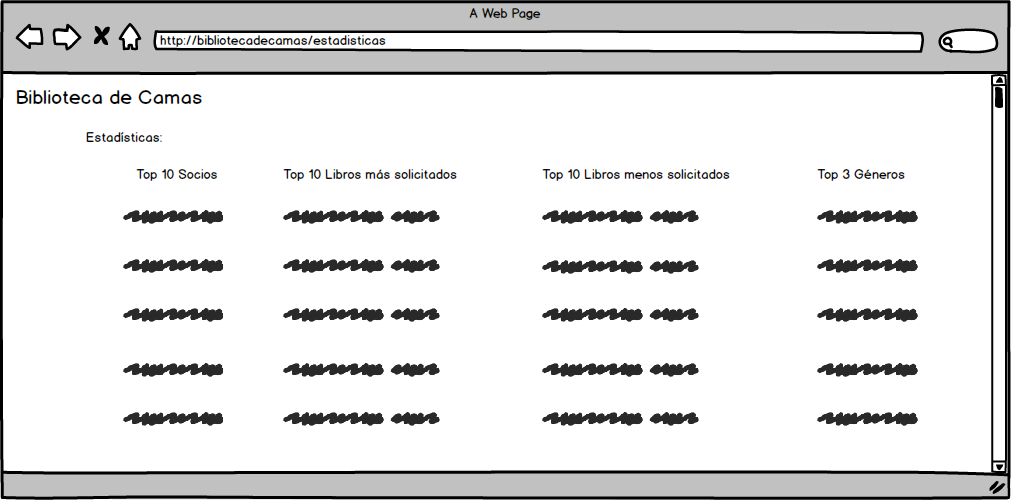 A Web Page
http://bibliotecadecamas/estadisticas
Biblioteca de Camas
Estadísticas:
Top 10 Socios
Top 10 Libros más solicitados
Top 10 Libros menos solicitados
Top 3 Géneros